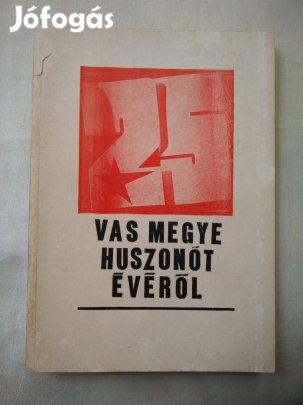 Jófogás
25
VAS MEGYE
HUSZONÖT
ÉVÉRŐL